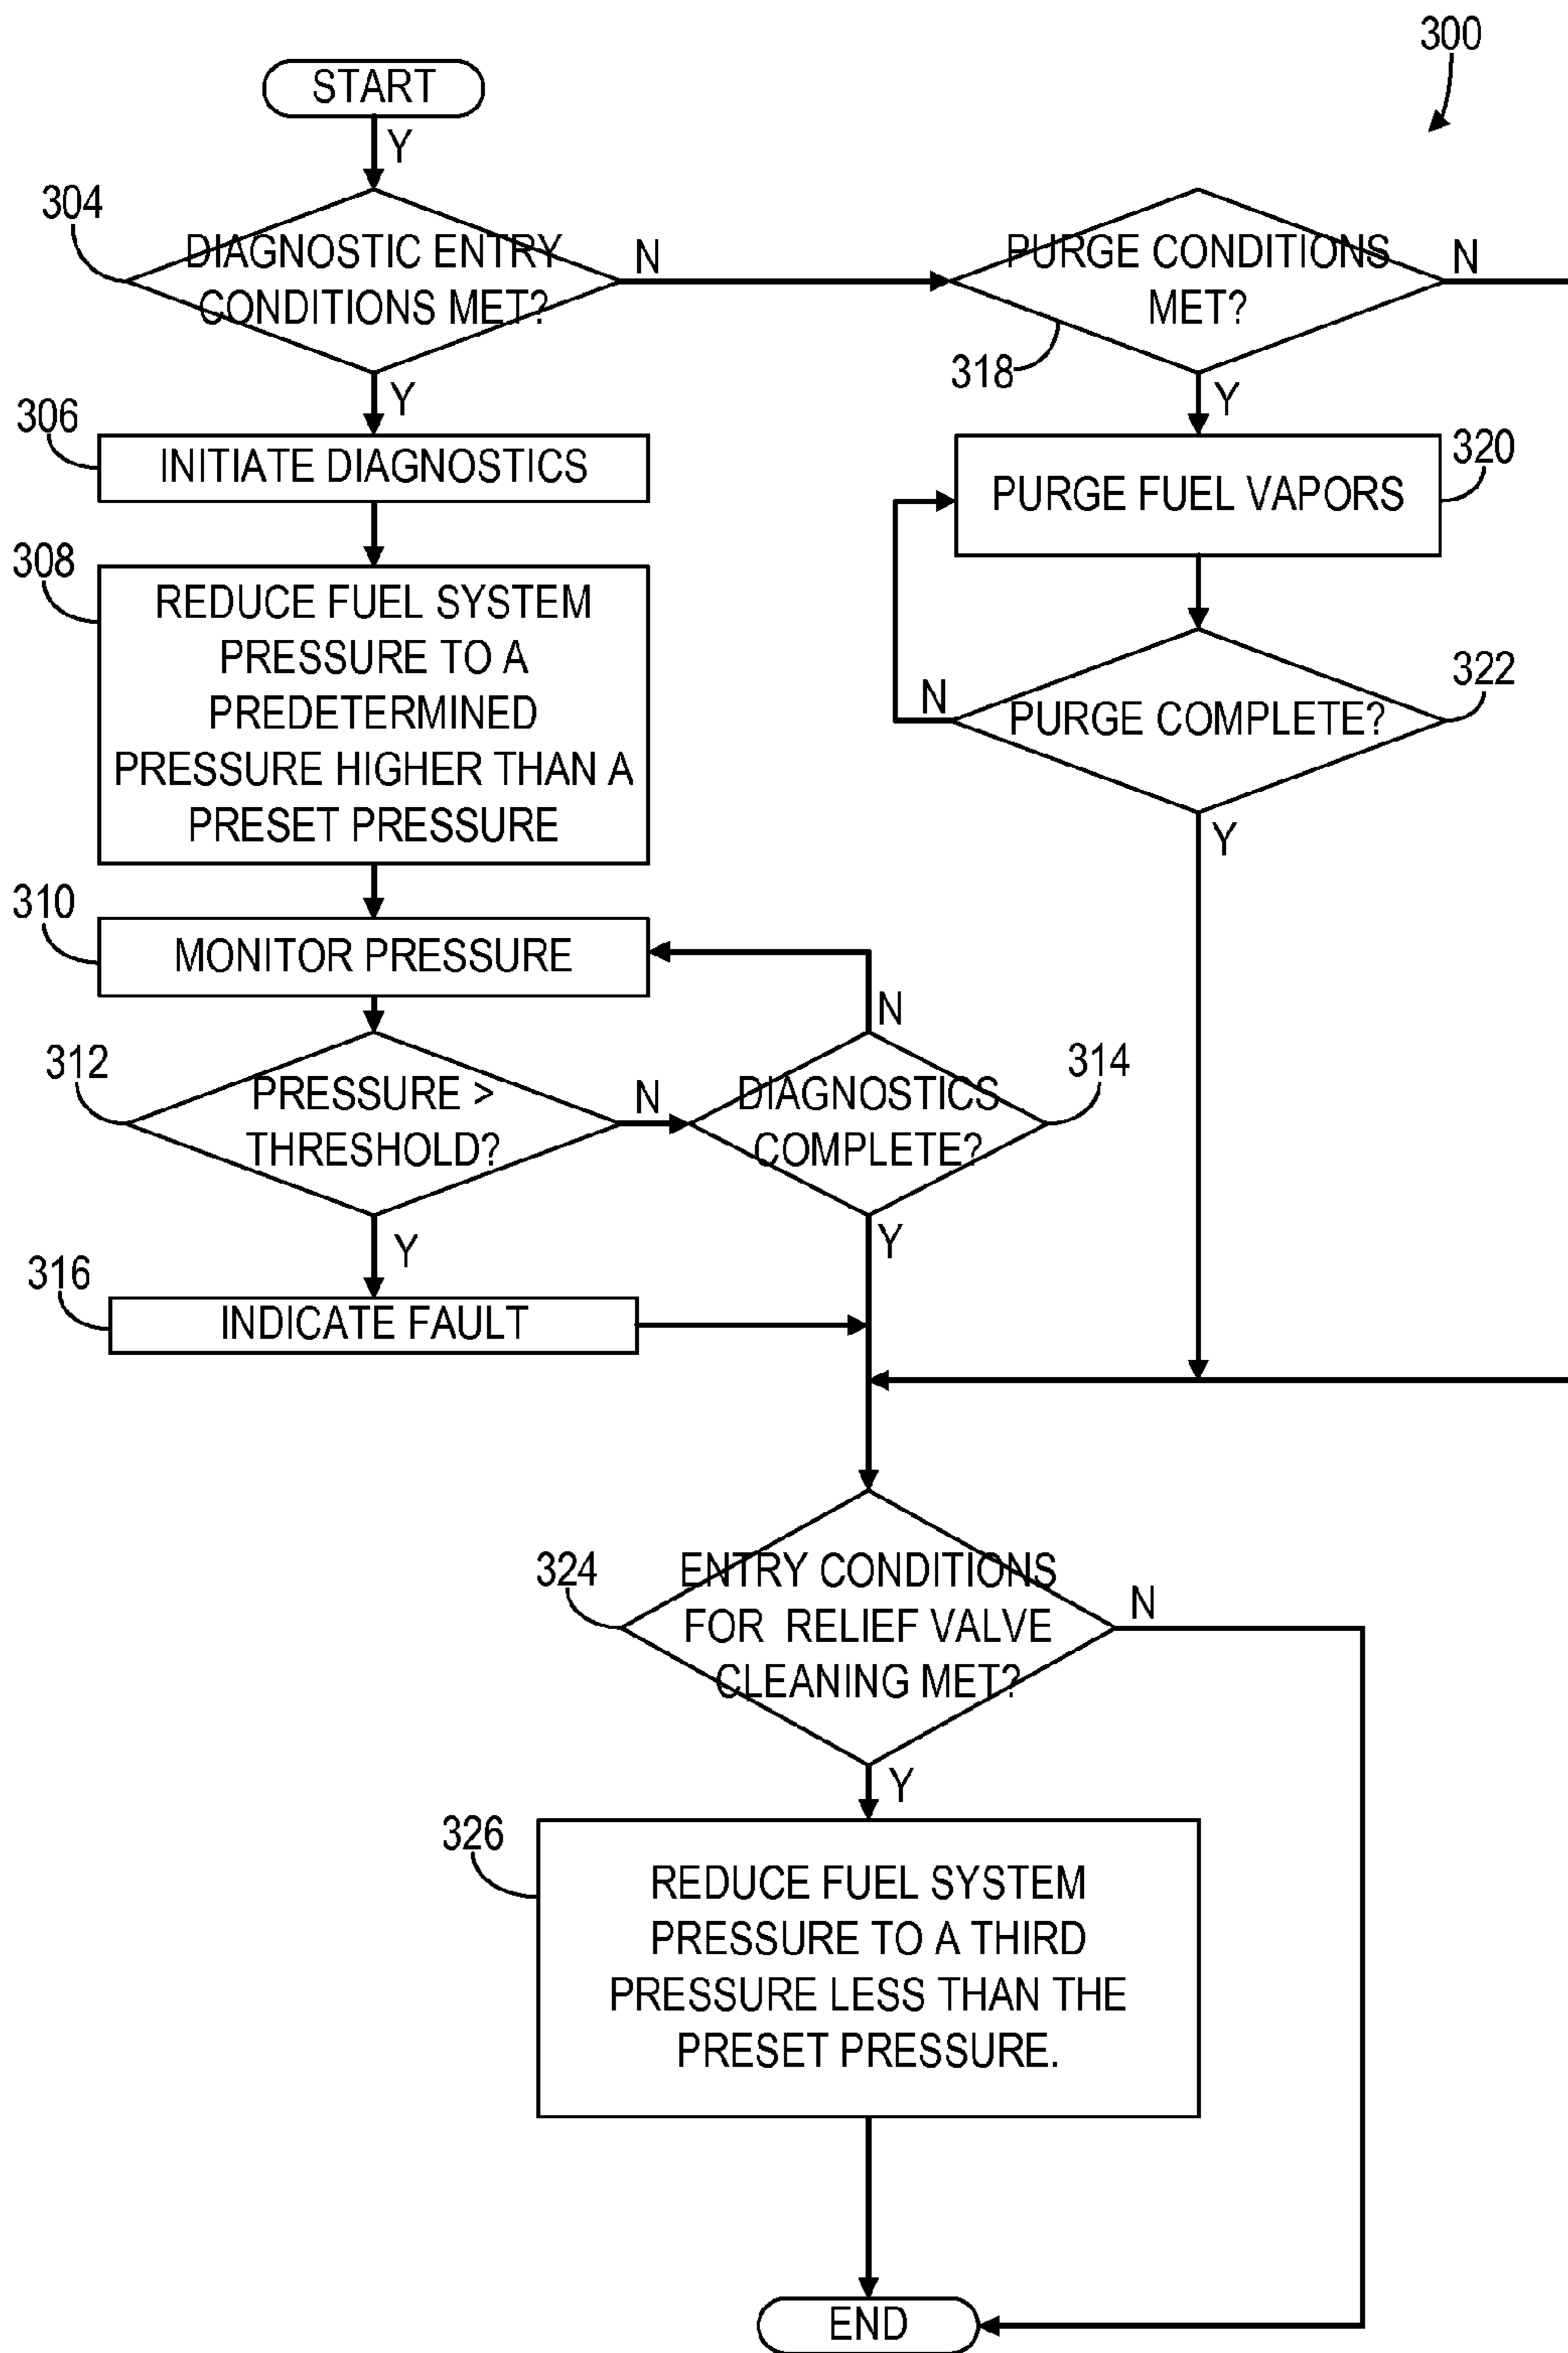 300
START
Y
304
DIAGNOSTIC ENTRY
CONDITIONS MET?
N
PURGE CONDITIONS
MET?
N
318
Y
Y
306
INITIATE DIAGNOSTICS
PURGE FUEL VAPORS
320
308
REDUCE FUEL SYSTEM
PRESSURE TO A
PREDETERMINED
PRESSURE HIGHER THAN A
PRESET PRESSURE
N
PURGE COMPLETE?
322
Y
310
MONITOR PRESSURE
N
312
PRESSURE >
THRESHOLD?
N
DIAGNOSTICS
COMPLETE?
314
Y
Y
316
INDICATE FAULT
324
ENTRY CONDITIONS
FOR RELIEF VALVE
CLEANING MET?
N
Y
326
REDUCE FUEL SYSTEM
PRESSURE TO A THIRD
PRESSURE LESS THAN THE
PRESET PRESSURE.
END